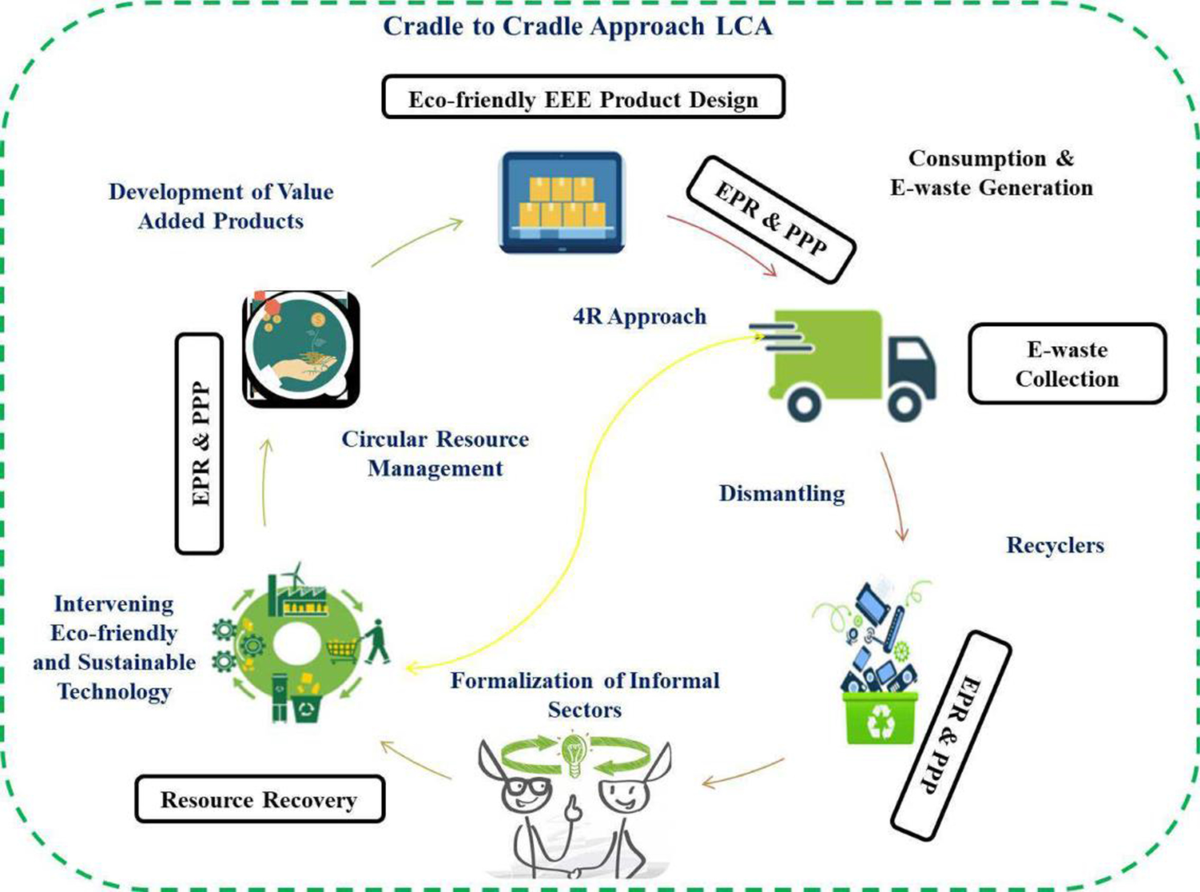 Cradle to Cradle Approach LCA
Eco-friendly EEE Product Design
Consumption &
E-waste Generation
EPR & PPP
Development of Value
Added Products
4R Approach
E-waste
Collection
EPR & PPP
Circular Resource
Management
Dismantling
Recyclers
Intervening
Eco-friendly
and Sustainable
Technology
Formalization of Informal
Sectors
EPR & PPP
Resource Recovery